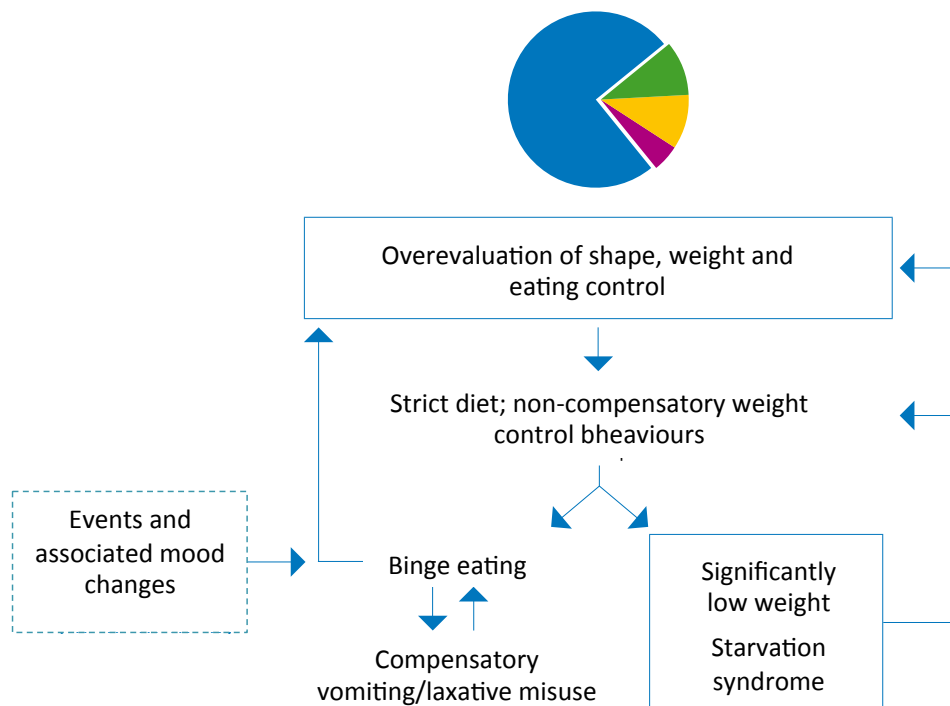 Overevaluation of shape, weight and
eating control
Strict diet; non-compensatory weight
control bheaviours
Events and
associated mood
changes
Binge eating
Significantly
low weight
Starvation
syndrome
Compensatory
vomiting/laxative misuse